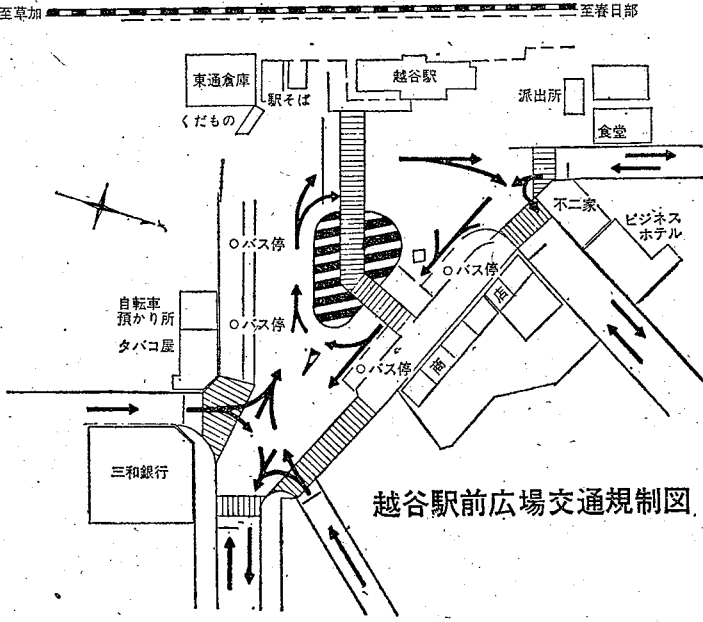 至草加
至春日部
東通倉庫
駅そば
くだもの
越谷駅
派出所
食堂
不二家
ビジネス
ホテル
○バス停
○バス停
○バス停
○バス停
商
店
自転車
預かり所
タバコ屋
三和銀行
越谷駅前広場交通規制図